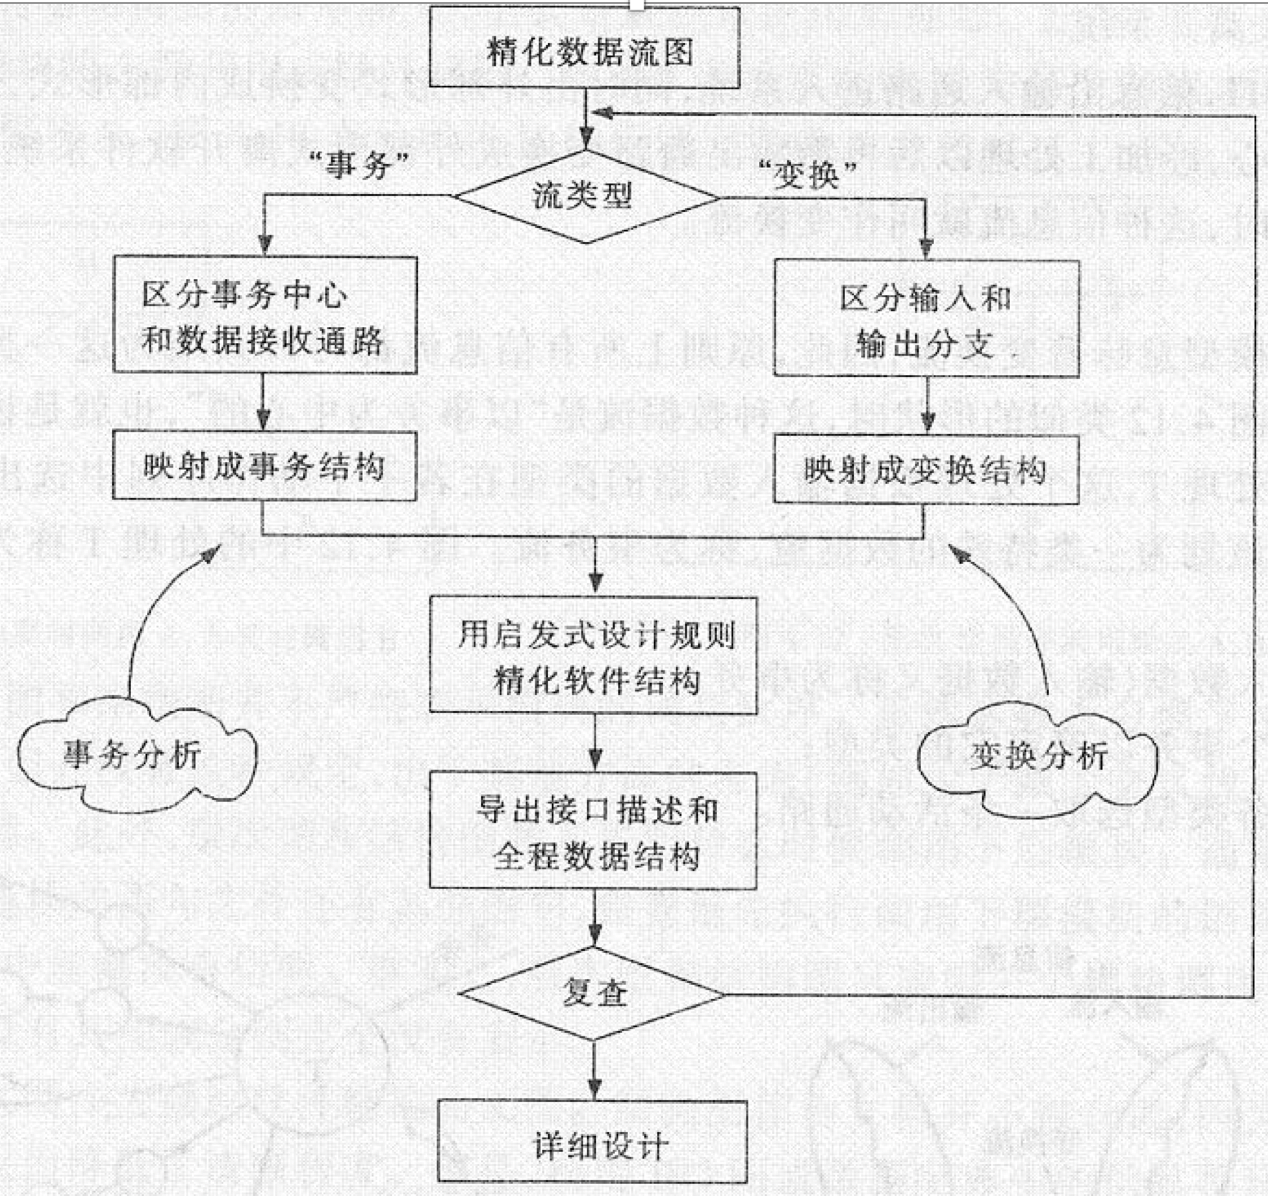 精化数据流图
“事务”
“变换”
流类型
区分事务中心
和数据接收通路
区分输人和
输出分支
映射成事务结构
映射成变换结构
用启发式设计规则
精化软件结构
事务分析
变换分析
导出接口描述和
全程数据结构
复查
详细设计